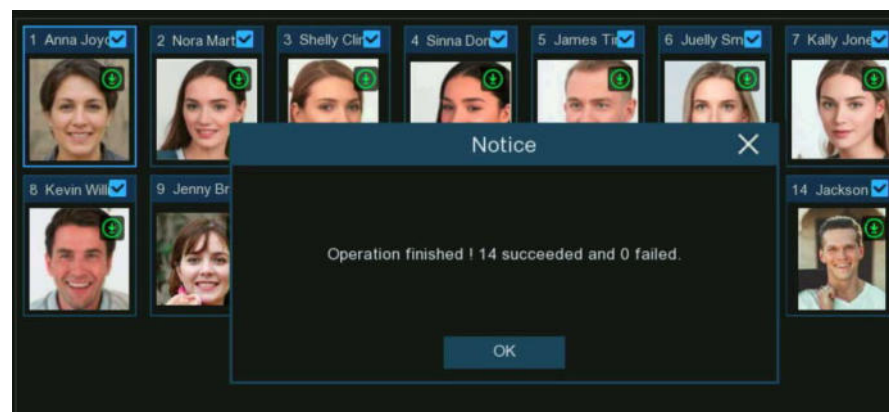 1 Anna Joyc
2 Nora Mart
3 Shelly Clir
4 Sinna Don
5 James Tir
6 Juelly Sm
7 Kally Jone
Notice
8 Kevin Will
9 Jenny Br
14 Jackson
Operation finished ! 14 succeeded and 0 failed.
OK